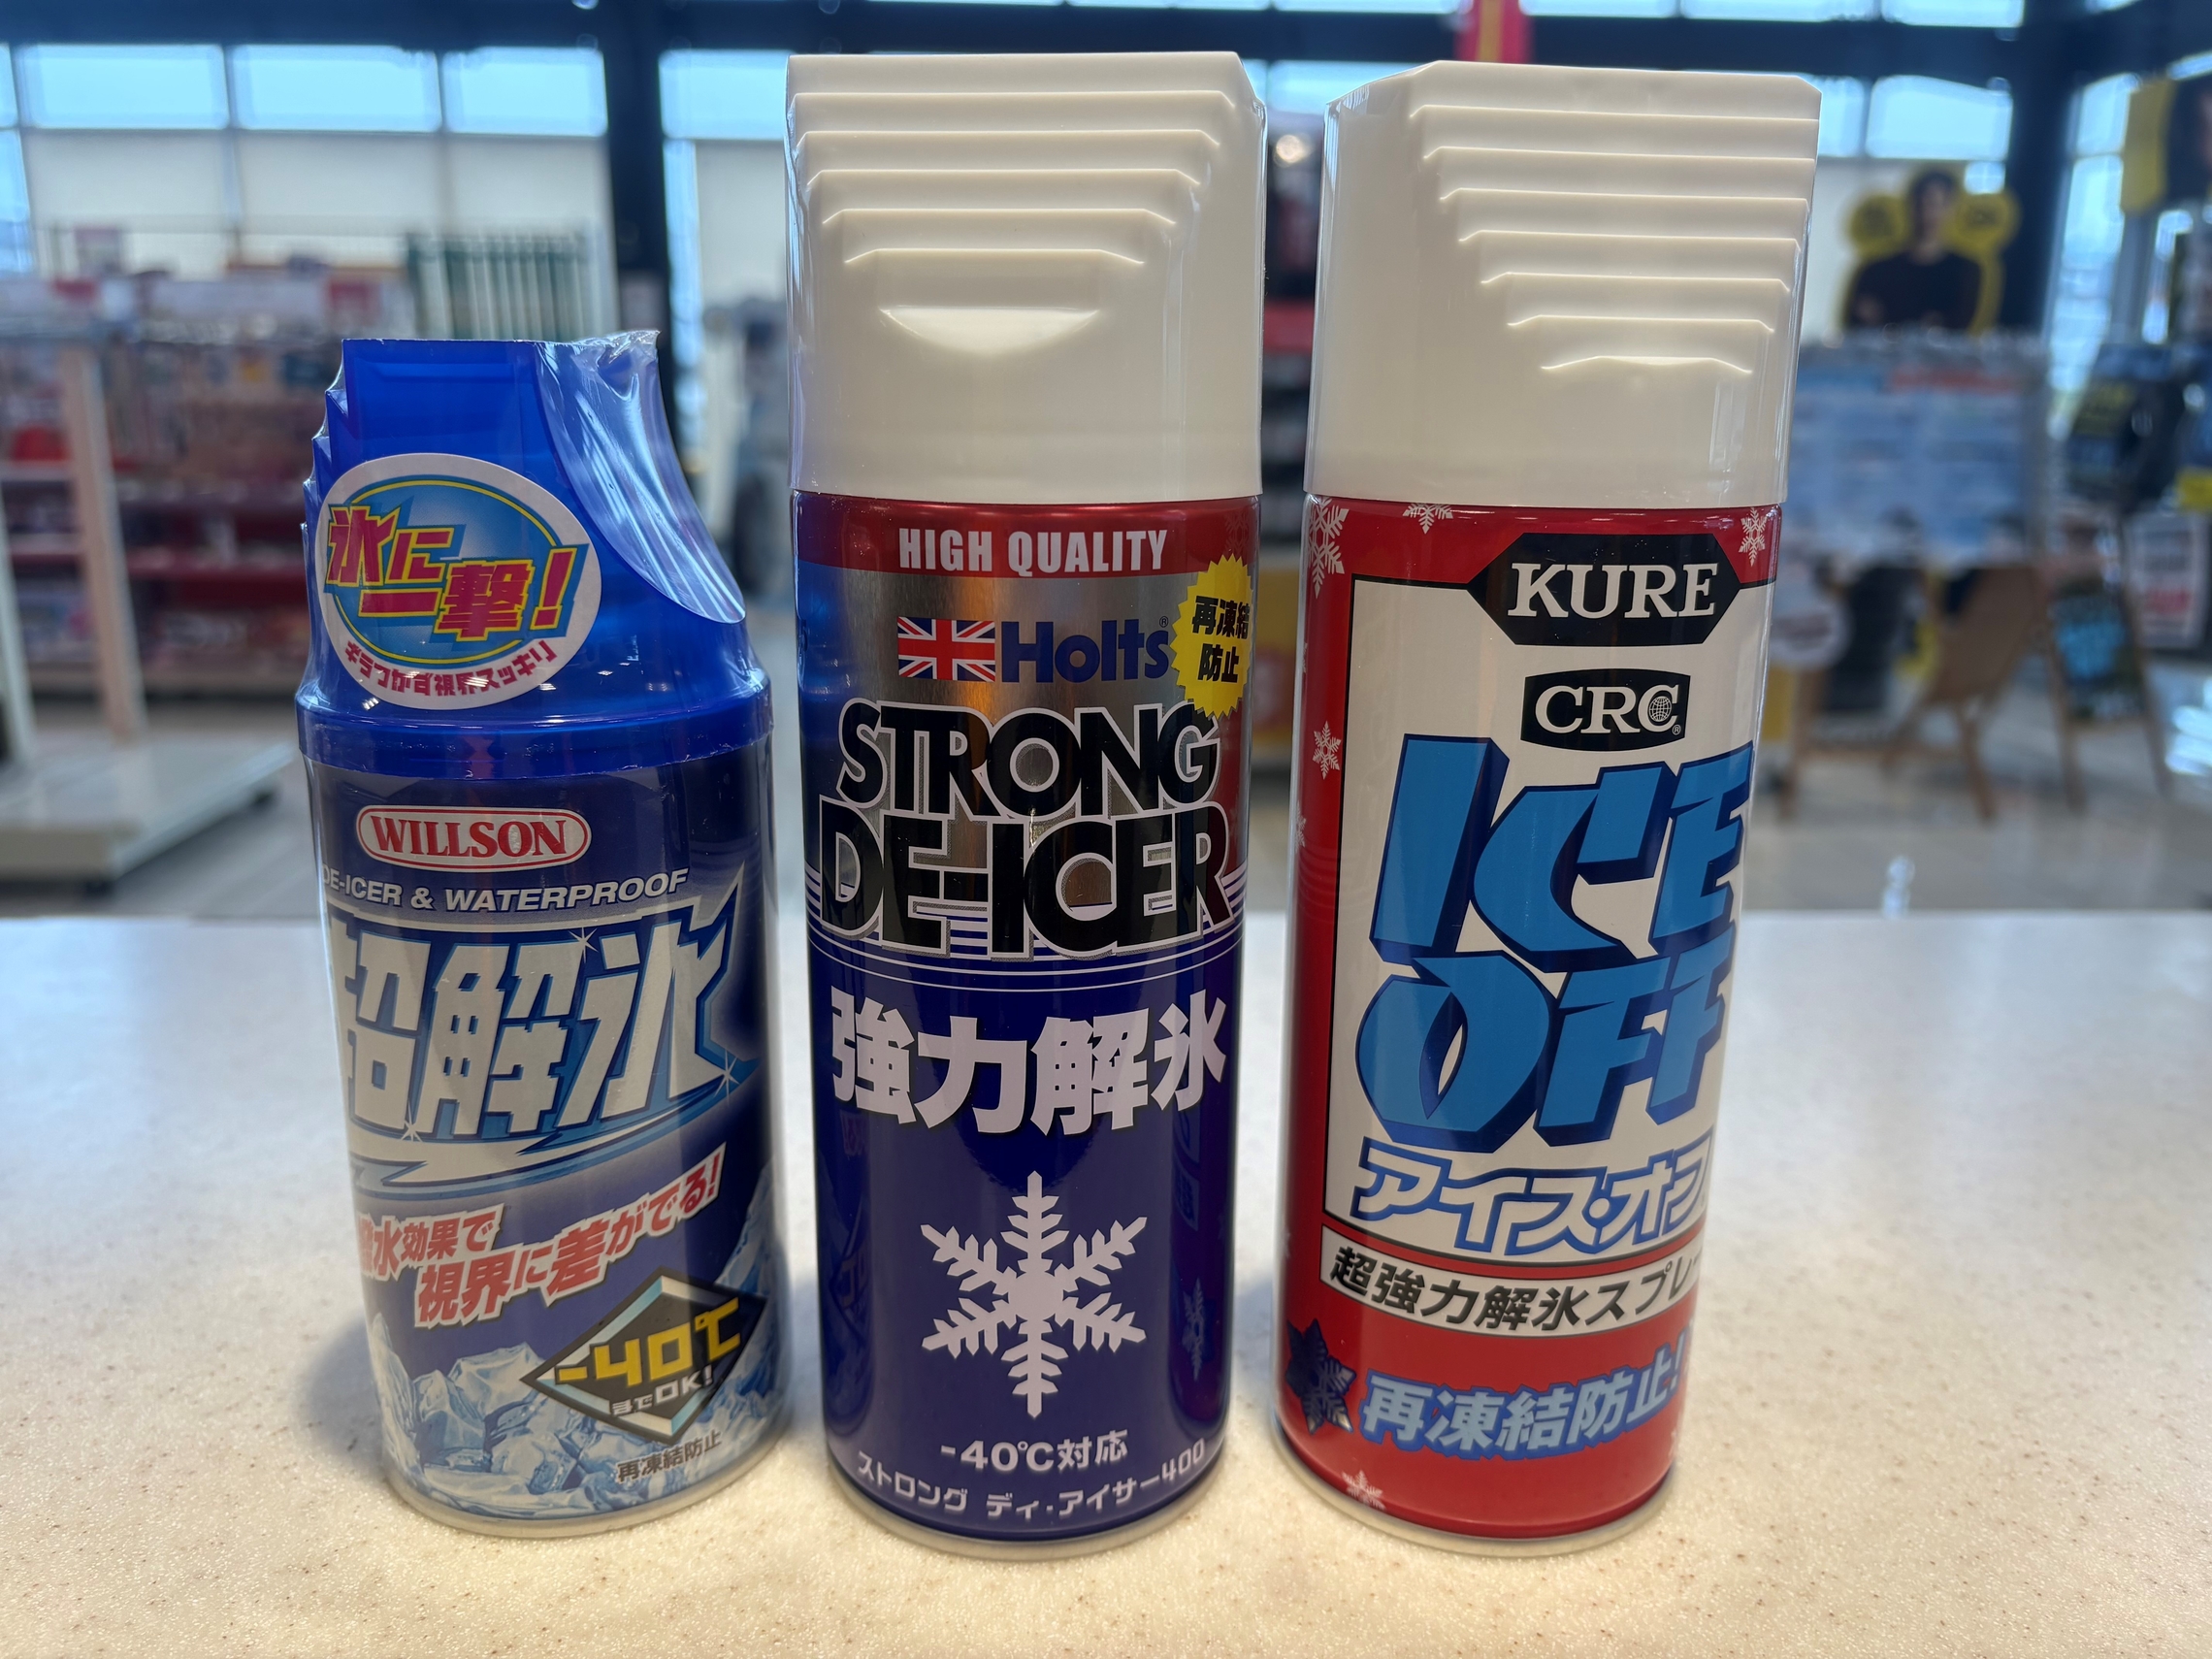 氷に
一撃!
ギラつかず視界スッキリ
WILLSON
DE-ICER & WATERPROOF
超解氷
撥水効果で
視界に差がでる!
-40℃
までOK!
再凍結防止
HIGH QUALITY
Holts®
再凍結
防止
STRONG
DE-ICER
強力解氷
-40℃対応
ストロング ディ・アイサー400
KURE
CRC®
ICE
OFF
アイス・オフ
超強力解氷スプレー
再凍結防止!